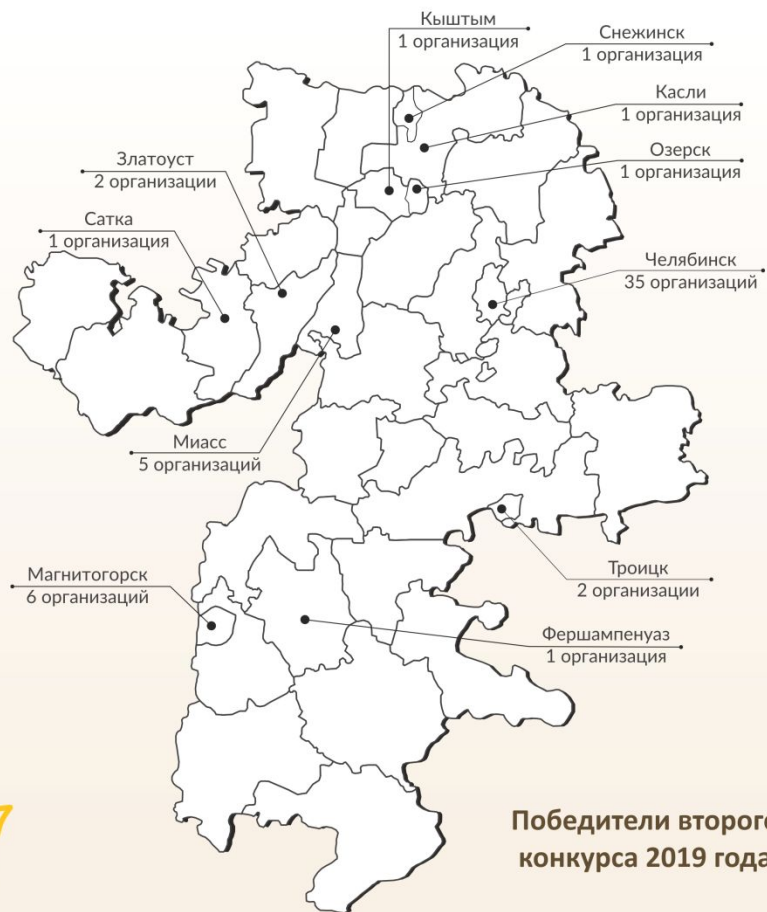 Кыштым
1 организация
Снежинск
1 организация
Касли
1 организация
Златоуст
2 организации
Озерск
1 организация
Сатка
1 организация
Челябинск
35 организаций
Миасс
5 организаций
Магнитогорск
6 организаций
Троицк
2 организации
Фершампенуаз
1 организация
Победители второго
конкурса 2019 года